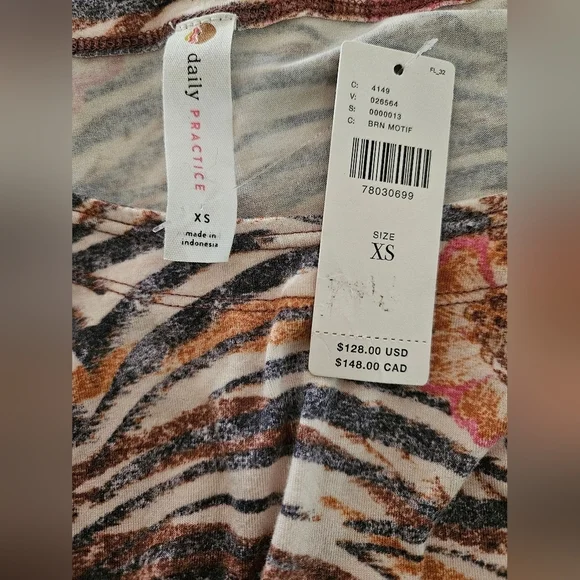 daily
PRACTICE
XS
made in
indonesia
FL_32
C: 4149
V: 026564
S: 0000013
C: BRN MOTIF
78030699
SIZE
XS
$128.00 USD
$148.00 CAD